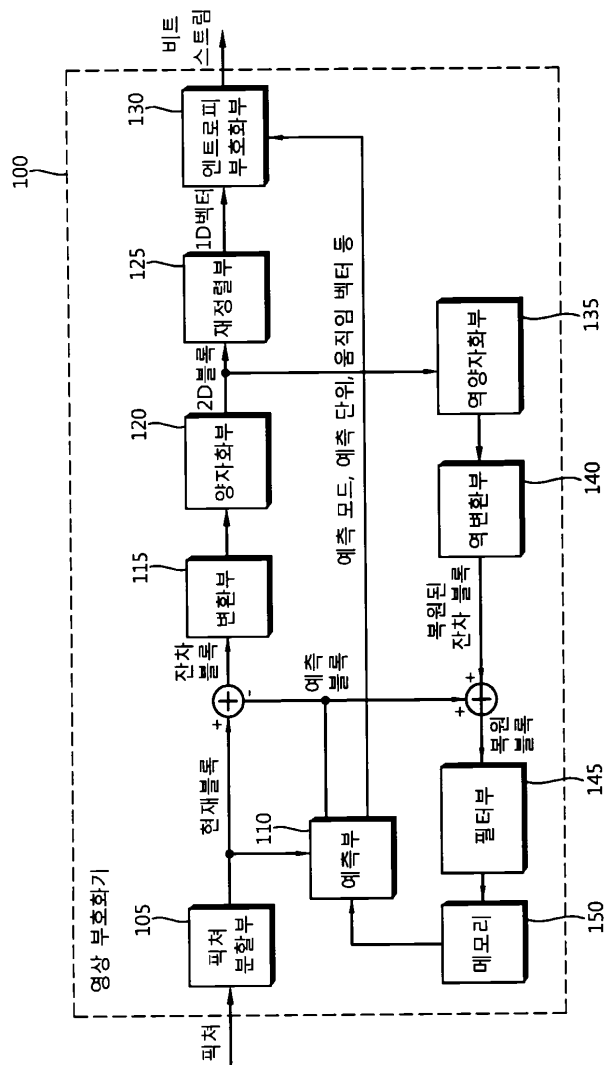 100
영상 부호화기
픽쳐
105
픽쳐
분할부
현재블록
110
예측부
잔차
블록
+
-
115
변환부
120
양자화부
2D블록
125
재정렬부
1D벡터
130
엔트로피
부호화부
비트
스트림
예측
블록
예측 모드, 예측 단위, 움직임 벡터 등
135
역양자화부
140
역변환부
복원된
잔차 블록
+
+
복원
블록
145
필터부
150
메모리